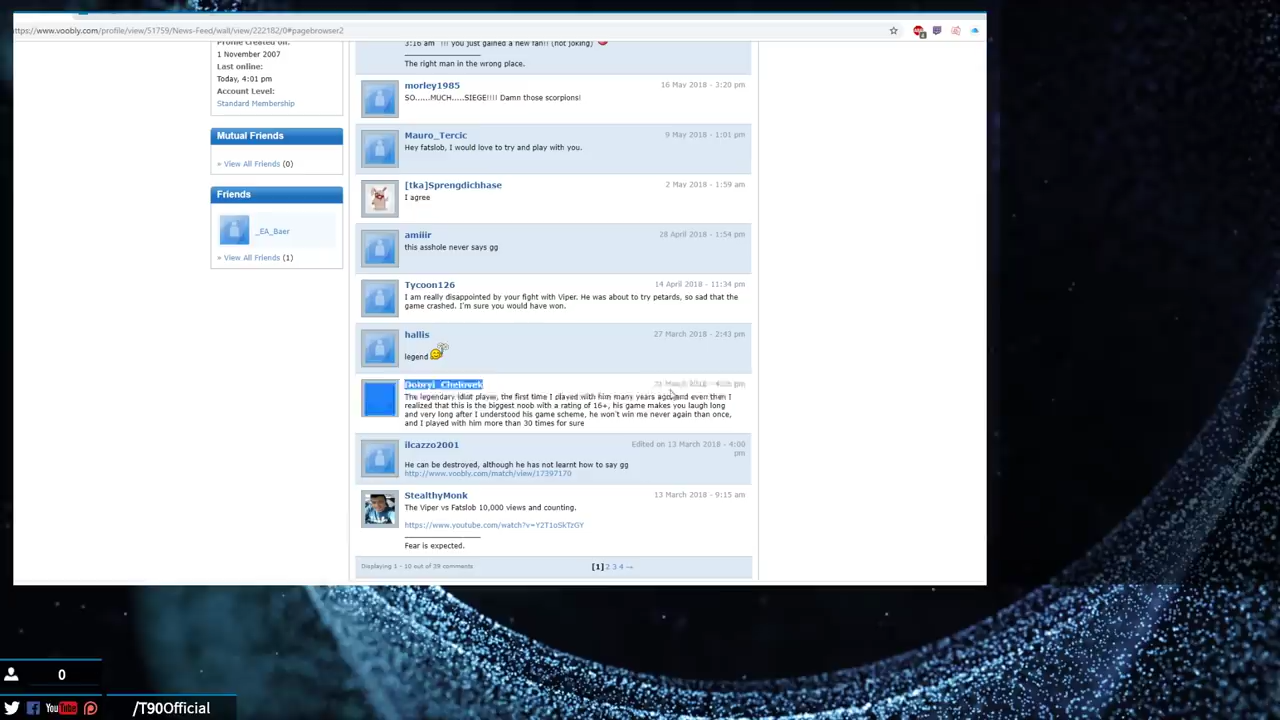 ttps://www.voobly.com/profile/view/51759/News-Feed/wall/view/222182/0#pagebrowser2
Profile created on:
1 November 2007
Last online:
Today, 4:01 pm
Account Level:
Standard Membership
Mutual Friends
» View All Friends (0)
Friends
_EA_Baer
» View All Friends (1)
3:16 am !!! you just gained a new fan!! (not joking)
The right man in the wrong place.
morley1985
16 May 2018 - 3:20 pm
SO......MUCH.....SIEGE!!!! Damn those scorpions!
Mauro_Tercic
9 May 2018 - 1:01 pm
Hey fatslob, I would love to try and play with you.
[tka]Sprengdichhase
2 May 2018 - 1:59 am
I agree
amiiir
28 April 2018 - 1:54 pm
this asshole never says gg
Tycoon126
14 April 2018 - 11:34 pm
I am really disappointed by your fight with Viper. He was about to try petards, so sad that the
game crashed. I'm sure you would have won.
hallis
27 March 2018 - 2:43 pm
legend
Dobryi_Chelovek
March pm
The legendary idiot player, the first time I played with him many years ago and even then I
realized that this is the biggest noob with a rating of 16+, his game makes you laugh long
and very long after I understood his game scheme, he won't win me never again than once,
and I played with him more than 30 times for sure
ilcazzo2001
Edited on 13 March 2018 - 4:00
pm
He can be destroyed, although he has not learnt how to say gg
http://www.voobly.com/match/view/17397170
StealthyMonk
13 March 2018 - 9:15 am
The Viper vs Fatslob 10,000 views and counting.
https://www.youtube.com/watch?v=Y2T1oSkTzGY
Fear is expected.
Displaying 1 - 10 out of 39 comments
[1] 2 3 4 →
0
YouTube
/T90Official